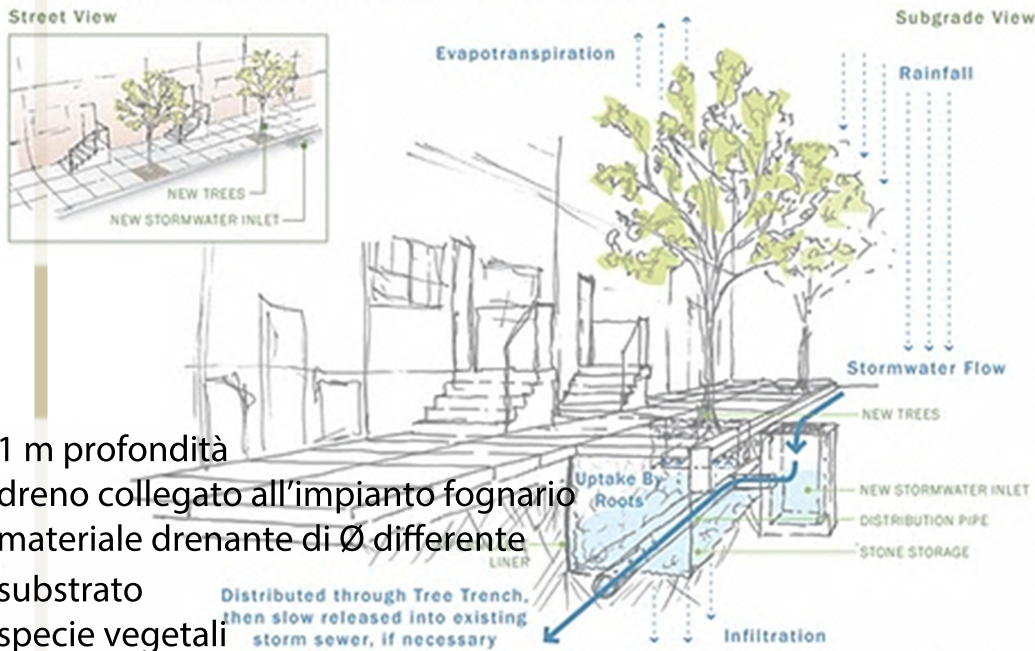 Street View
Subgrade View
Evapotranspiration
Rainfall
NEW TREES
NEW STORMWATER INLET
Stormwater Flow
NEW TREES
1 m profondità
dreno collegato all'impianto fognario
materiale drenante di Ø differente
substrato
specie vegetali
Uptake By
Roots
NEW STORMWATER INLET
DISTRIBUTION PIPE
STONE STORAGE
LINER
Distributed through Tree Trench,
then slow released into existing
storm sewer, if necessary
Infiltration